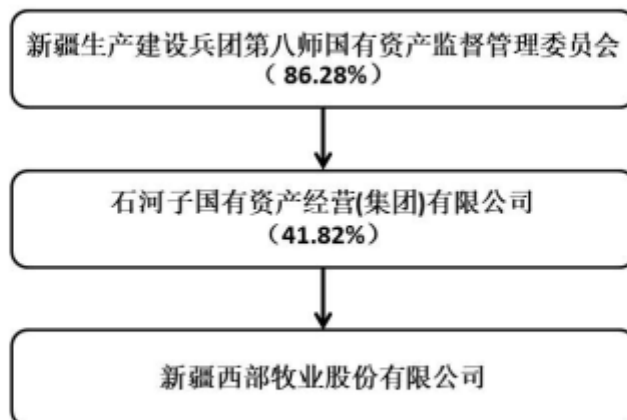 新疆生产建设兵团第八师国有资产监督管理委员会
（ 86.28%）
石河子国有资产经营(集团)有限公司
（41.82%）
新疆西部牧业股份有限公司